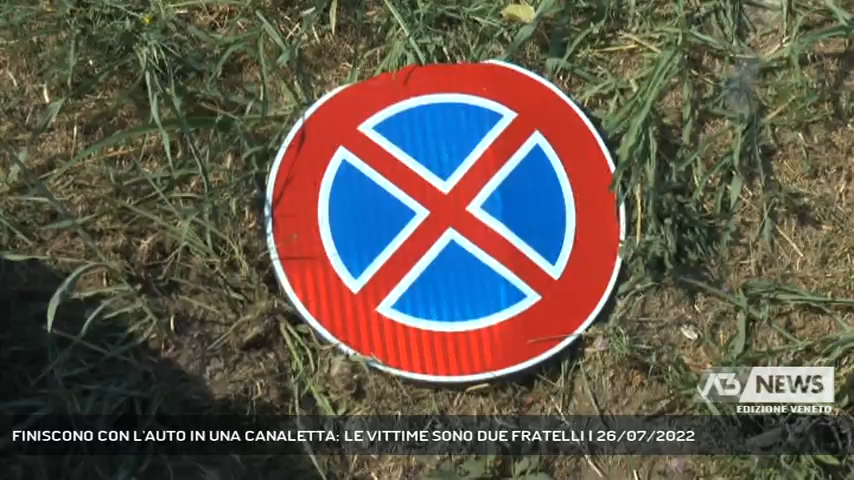 A3 NEWS
EDIZIONE VENETO
FINISCONO CON L'AUTO IN UNA CANALETTA: LE VITTIME SONO DUE FRATELLI | 26/07/2022